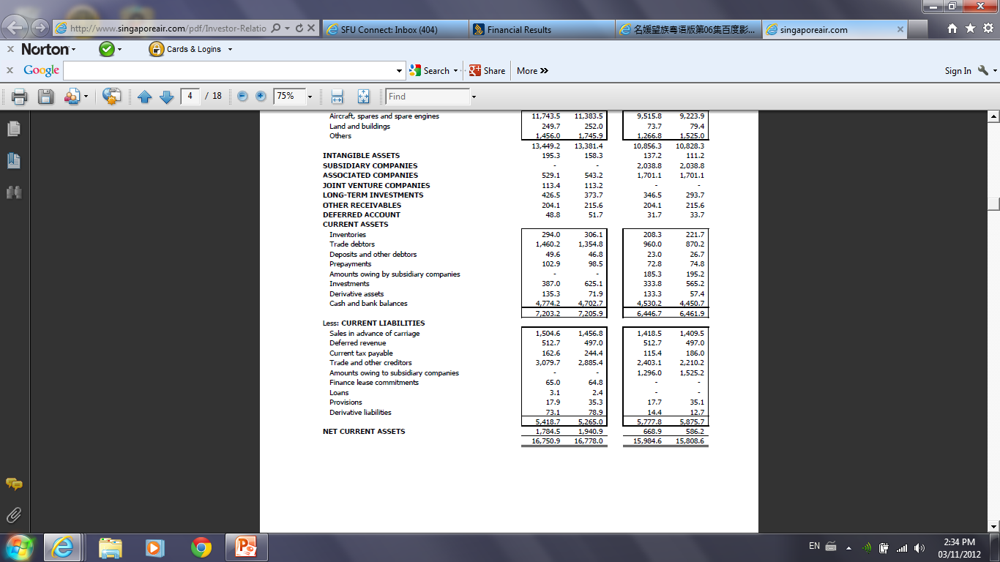 http://www.singaporeair.com/pdf/Investor-Relatio
SFU Connect: Inbox (404)
Financial Results
名媛望族粤语版第06集百度影...
singaporeair.com
Norton
Cards & Logins
Google
Search
Share
More »
Sign In
4 / 18
75%
Find
Aircraft, spares and spare engines 11,743.5 11,383.5 9,515.8 9,223.9
Land and buildings 249.7 252.0 73.7 79.4
Others 1,456.0 1,745.9 1,266.8 1,525.0
13,449.2 13,381.4 10,856.3 10,828.3
INTANGIBLE ASSETS 195.3 158.3 137.2 111.2
SUBSIDIARY COMPANIES - - 2,038.8 2,038.8
ASSOCIATED COMPANIES 529.1 543.2 1,701.1 1,701.1
JOINT VENTURE COMPANIES 113.4 113.2 - -
LONG-TERM INVESTMENTS 426.5 373.7 346.5 293.7
OTHER RECEIVABLES 204.1 215.6 204.1 215.6
DEFERRED ACCOUNT 48.8 51.7 31.7 33.7
CURRENT ASSETS
Inventories 294.0 306.1 208.3 221.7
Trade debtors 1,460.2 1,354.8 960.0 870.2
Deposits and other debtors 49.6 46.8 23.0 26.7
Prepayments 102.9 98.5 72.8 74.8
Amounts owing by subsidiary companies - - 185.3 195.2
Investments 387.0 625.1 333.8 565.2
Derivative assets 135.3 71.9 133.3 57.4
Cash and bank balances 4,774.2 4,702.7 4,530.2 4,450.7
7,203.2 7,205.9 6,446.7 6,461.9
Less: CURRENT LIABILITIES
Sales in advance of carriage 1,504.6 1,456.8 1,418.5 1,409.5
Deferred revenue 512.7 497.0 512.7 497.0
Current tax payable 162.6 244.4 115.4 186.0
Trade and other creditors 3,079.7 2,885.4 2,403.1 2,210.2
Amounts owing to subsidiary companies - - 1,296.0 1,525.2
Finance lease commitments 65.0 64.8 - -
Loans 3.1 2.4 - -
Provisions 17.9 35.3 17.7 35.1
Derivative liabilities 73.1 78.9 14.4 12.7
5,418.7 5,265.0 5,777.8 5,875.7
NET CURRENT ASSETS 1,784.5 1,940.9 668.9 586.2
16,750.9 16,778.0 15,984.6 15,808.6
EN
2:34 PM
03/11/2012